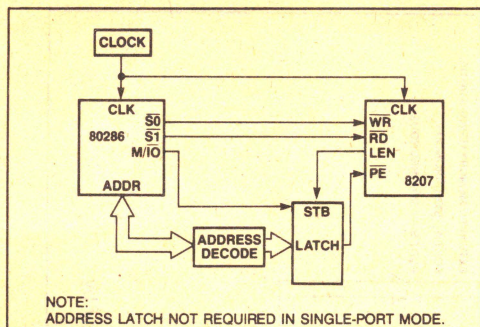 CLOCK
CLK
CLK
80286
S0
S1
M/IO
ADDR
WR
RD
LEN
PE
8207
STB
LATCH
ADDRESS
DECODE
NOTE:
ADDRESS LATCH NOT REQUIRED IN SINGLE-PORT MODE.